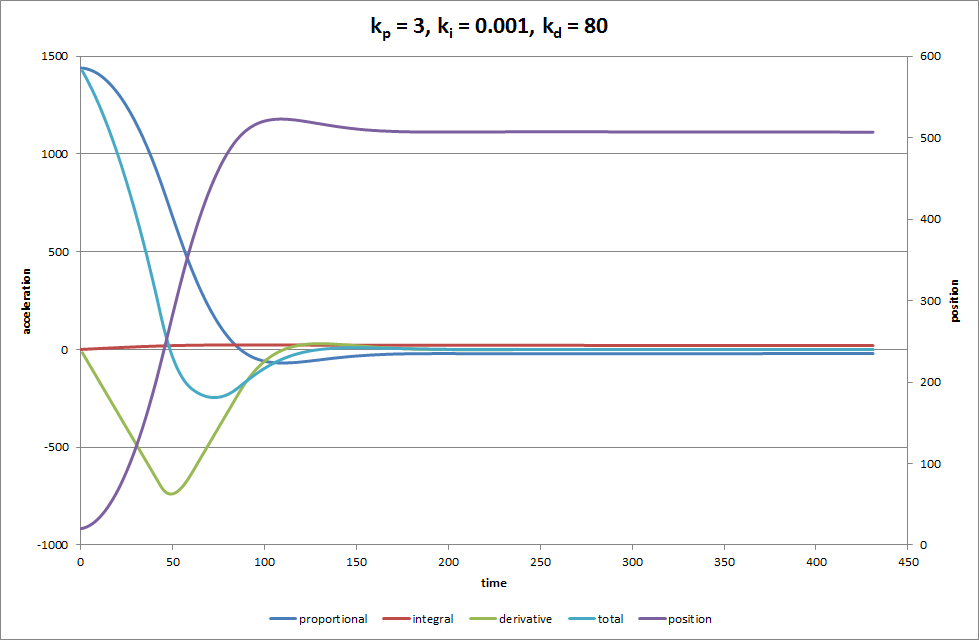 kp = 3, ki = 0.001, kd = 80
1500
1000
500
0
-500
-1000
acceleration
600
500
400
300
200
100
0
position
0 50 100 150 200 250 300 350 400 450
time
proportional integral derivative total position